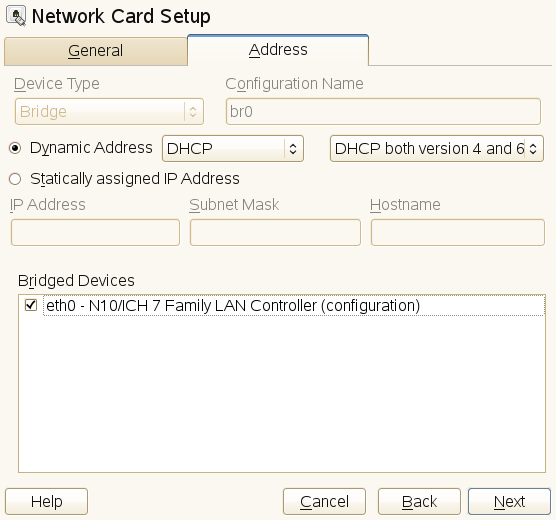 Network Card Setup
General Address
Device Type Configuration Name
Bridge br0
Dynamic Address DHCP DHCP both version 4 and 6
Statically assigned IP Address
IP Address Subnet Mask Hostname
Bridged Devices
eth0 - N10/ICH 7 Family LAN Controller (configuration)
Help Cancel Back Next